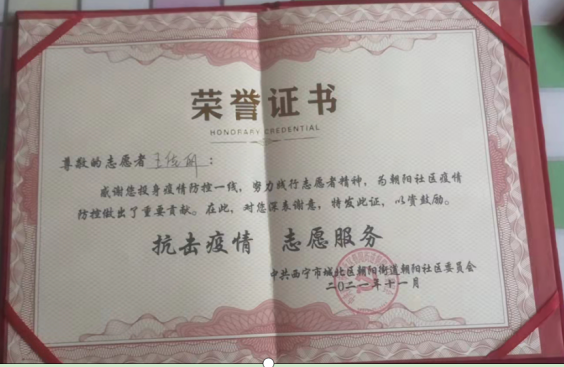 荣誉证书
HONORARY CREDENTIAL
尊敬的志愿者 王 ：
感谢您投身疫情防控一线，努力践行志愿者精神，为朝阳社区疫情
防控做出了重要贡献。在此，对您深表谢意，特发此证，以资鼓励。
抗击疫情 志愿服务
中共西宁市城北区朝阳街道朝阳社区委员会
二〇二一年十一月